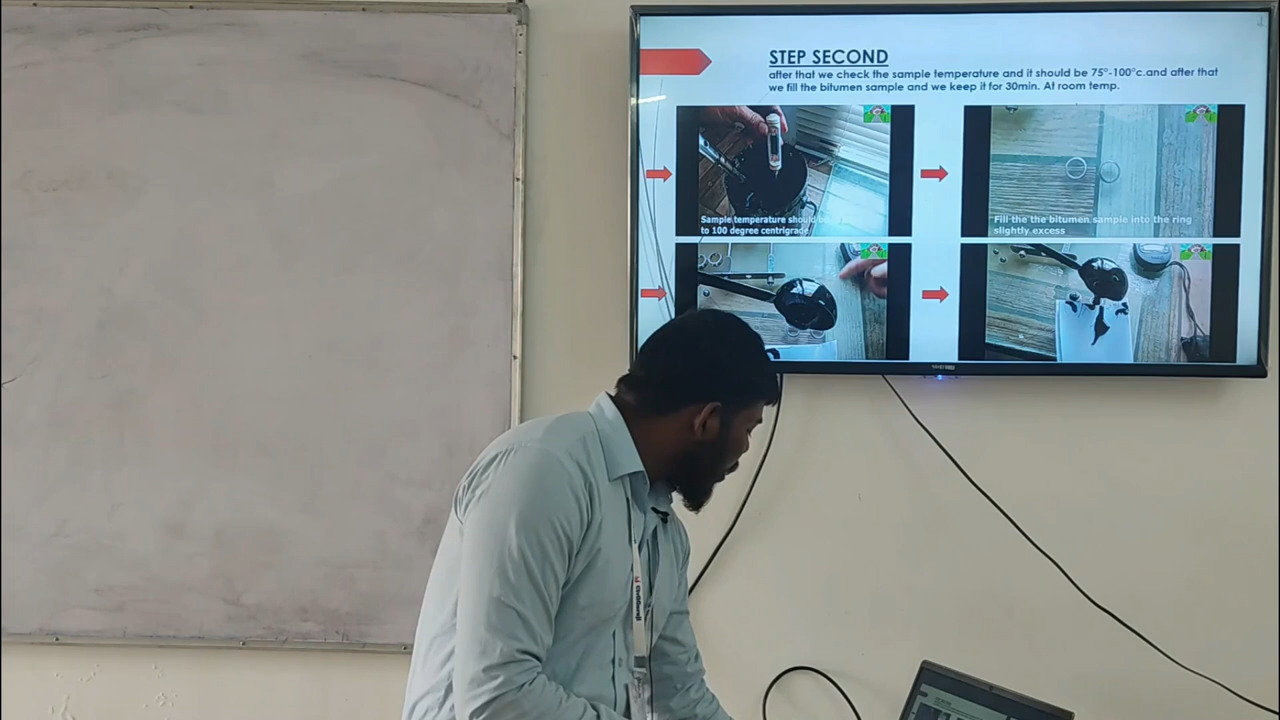 STEP SECOND
after that we check the sample temperature and it should be 75°-100°c.and after that
we fill the bitumen sample and we keep it for 30min. At room temp.
Sample temperature should
to 100 degree centrigrade
Fill the the bitumen sample into the ring
slightly excess